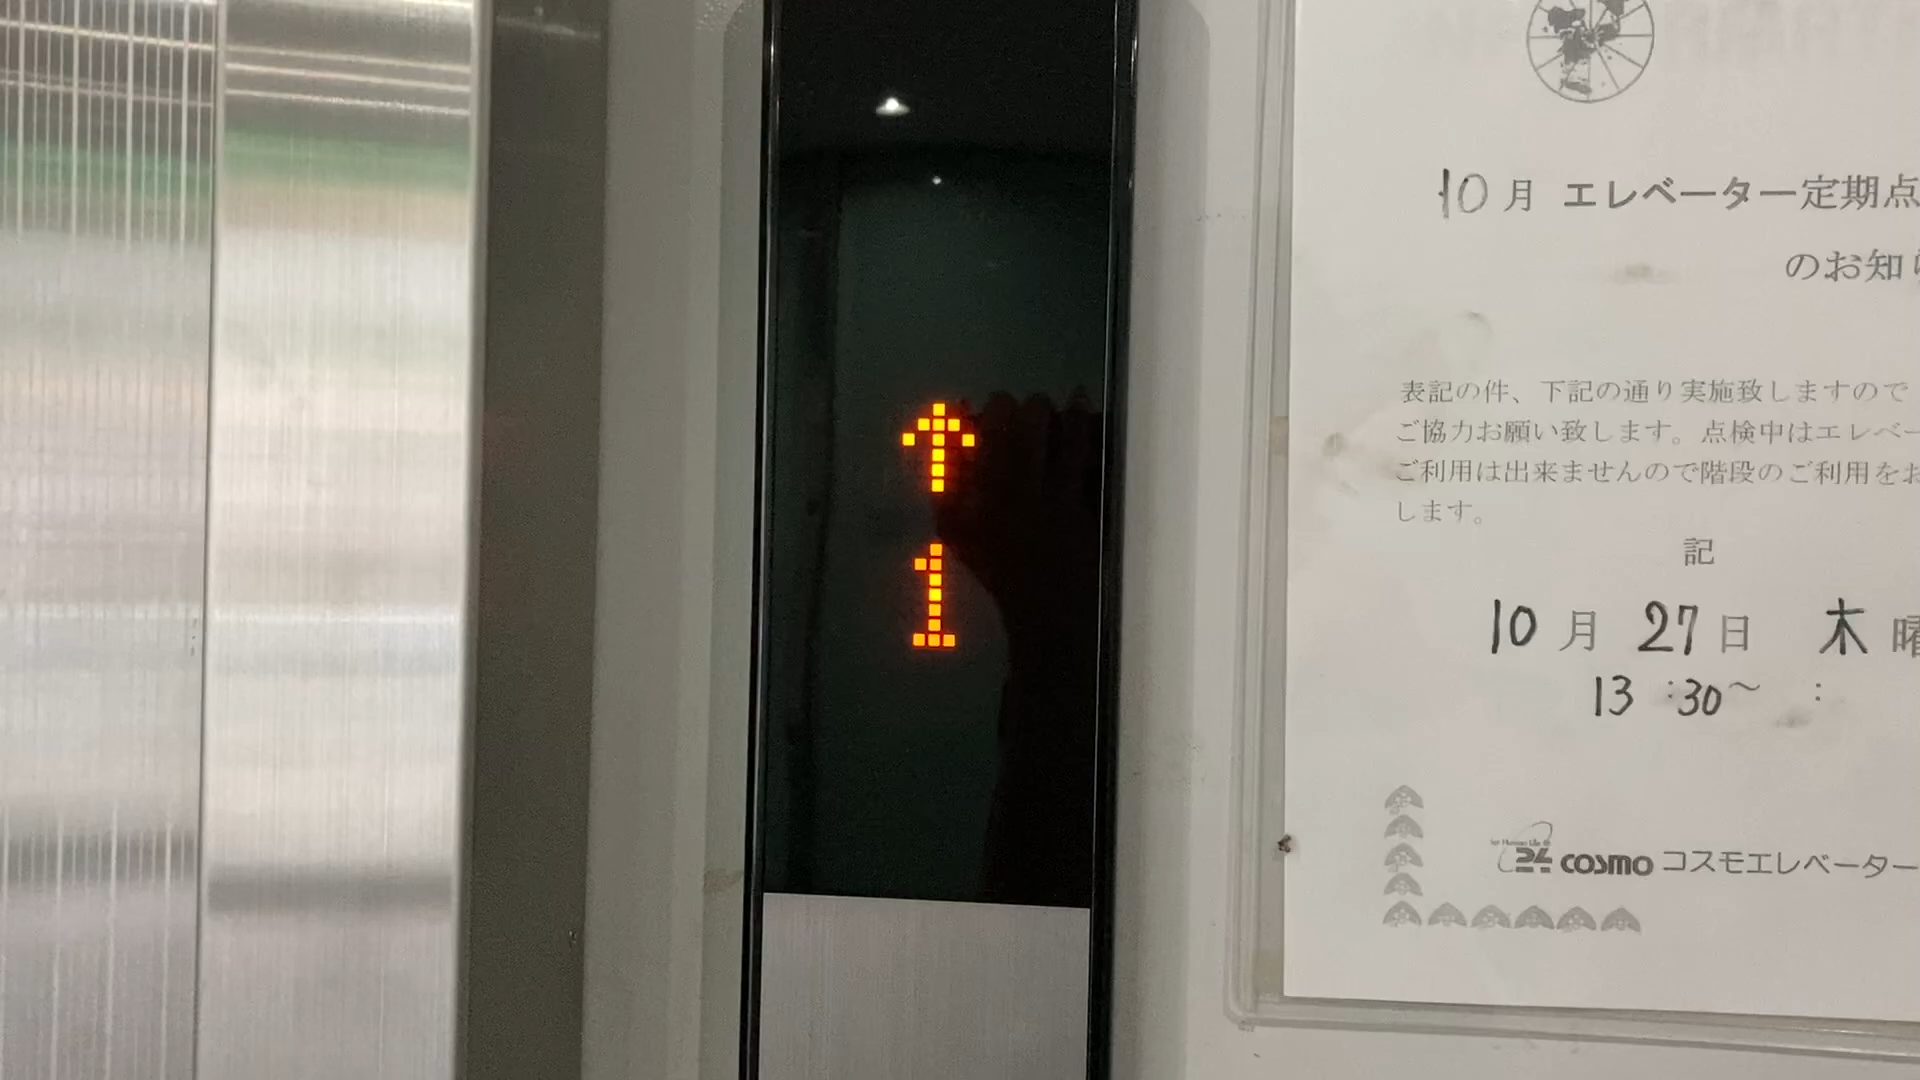 ↑
1
10月 エレベーター定期点
のお知
表記の件、下記の通り実施致しますので
ご協力お願い致します。点検中はエレベー
ご利用は出来ませんので階段のご利用をお
します。
記
10 月 27 日 木 曜
13 :30～ :
24 cosmo コスモエレベーター